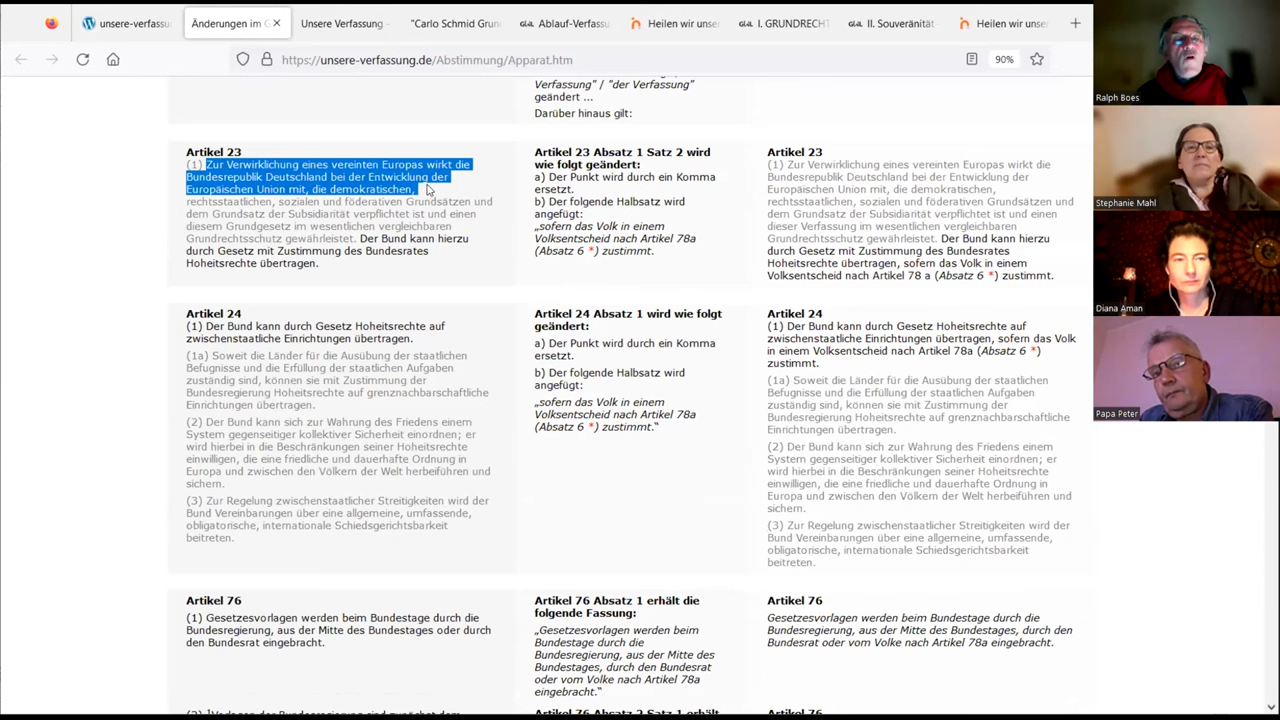 unsere-verfassu
Änderungen im G
Unsere Verfassung
"Carlo Schmid Grun
GLA Ablauf-Verfassu
Heilen wir unse
GLA I. GRUNDRECHT
GLA II. Souveränität
Heilen wir unse
https://unsere-verfassung.de/Abstimmung/Apparat.htm
90%
Verfassung" / "der Verfassung"
geändert ...
Darüber hinaus gilt:
Artikel 23
(1) Zur Verwirklichung eines vereinten Europas wirkt die
Bundesrepublik Deutschland bei der Entwicklung der
Europäischen Union mit, die demokratischen,
rechtsstaatlichen, sozialen und föderativen Grundsätzen und
dem Grundsatz der Subsidiarität verpflichtet ist und einen
diesem Grundgesetz im wesentlichen vergleichbaren
Grundrechtsschutz gewährleistet. Der Bund kann hierzu
durch Gesetz mit Zustimmung des Bundesrates
Hoheitsrechte übertragen.
Artikel 23 Absatz 1 Satz 2 wird
wie folgt geändert:
a) Der Punkt wird durch ein Komma
ersetzt.
b) Der folgende Halbsatz wird
angefügt:
„sofern das Volk in einem
Volksentscheid nach Artikel 78a
(Absatz 6 *) zustimmt.
Artikel 23
(1) Zur Verwirklichung eines vereinten Europas wirkt die
Bundesrepublik Deutschland bei der Entwicklung der
Europäischen Union mit, die demokratischen,
rechtsstaatlichen, sozialen und föderativen Grundsätzen und
dem Grundsatz der Subsidiarität verpflichtet ist und einen
dieser Verfassung im wesentlichen vergleichbaren
Grundrechtsschutz gewährleistet. Der Bund kann hierzu
durch Gesetz mit Zustimmung des Bundesrates
Hoheitsrechte übertragen, sofern das Volk in einem
Volksentscheid nach Artikel 78 a (Absatz 6 *) zustimmt.
Artikel 24
(1) Der Bund kann durch Gesetz Hoheitsrechte auf
zwischenstaatliche Einrichtungen übertragen.
(1a) Soweit die Länder für die Ausübung der staatlichen
Befugnisse und die Erfüllung der staatlichen Aufgaben
zuständig sind, können sie mit Zustimmung der
Bundesregierung Hoheitsrechte auf grenznachbarschaftliche
Einrichtungen übertragen.
(2) Der Bund kann sich zur Wahrung des Friedens einem
System gegenseitiger kollektiver Sicherheit einordnen; er
wird hierbei in die Beschränkungen seiner Hoheitsrechte
einwilligen, die eine friedliche und dauerhafte Ordnung in
Europa und zwischen den Völkern der Welt herbeiführen und
sichern.
(3) Zur Regelung zwischenstaatlicher Streitigkeiten wird der
Bund Vereinbarungen über eine allgemeine, umfassende,
obligatorische, internationale Schiedsgerichtsbarkeit
beitreten.
Artikel 24 Absatz 1 wird wie folgt
geändert:
a) Der Punkt wird durch ein Komma
ersetzt.
b) Der folgende Halbsatz wird
angefügt:
„sofern das Volk in einem
Volksentscheid nach Artikel 78a
(Absatz 6 *) zustimmt.“
Artikel 24
(1) Der Bund kann durch Gesetz Hoheitsrechte auf
zwischenstaatliche Einrichtungen übertragen, sofern das Volk
in einem Volksentscheid nach Artikel 78a (Absatz 6 *)
zustimmt.
(1a) Soweit die Länder für die Ausübung der staatlichen
Befugnisse und die Erfüllung der staatlichen Aufgaben
zuständig sind, können sie mit Zustimmung der
Bundesregierung Hoheitsrechte auf grenznachbarschaftliche
Einrichtungen übertragen.
(2) Der Bund kann sich zur Wahrung des Friedens einem
System gegenseitiger kollektiver Sicherheit einordnen; er
wird hierbei in die Beschränkungen seiner Hoheitsrechte
einwilligen, die eine friedliche und dauerhafte Ordnung in
Europa und zwischen den Völkern der Welt herbeiführen und
sichern.
(3) Zur Regelung zwischenstaatlicher Streitigkeiten wird der
Bund Vereinbarungen über eine allgemeine, umfassende,
obligatorische, internationale Schiedsgerichtsbarkeit
beitreten.
Artikel 76
(1) Gesetzesvorlagen werden beim Bundestage durch die
Bundesregierung, aus der Mitte des Bundestages oder durch
den Bundesrat eingebracht.
Artikel 76 Absatz 1 erhält die
folgende Fassung:
„Gesetzesvorlagen werden beim
Bundestage durch die
Bundesregierung, aus der Mitte des
Bundestages, durch den Bundesrat
oder vom Volke nach Artikel 78a
eingebracht.“
Artikel 76
Gesetzesvorlagen werden beim Bundestage durch die
Bundesregierung, aus der Mitte des Bundestages, durch den
Bundesrat oder vom Volke nach Artikel 78a eingebracht.
Artikel 76 Absatz 2 Satz 1 erhält
Artikel 76
Ralph Boes
Stephanie Mahl
Diana Aman
Papa Peter